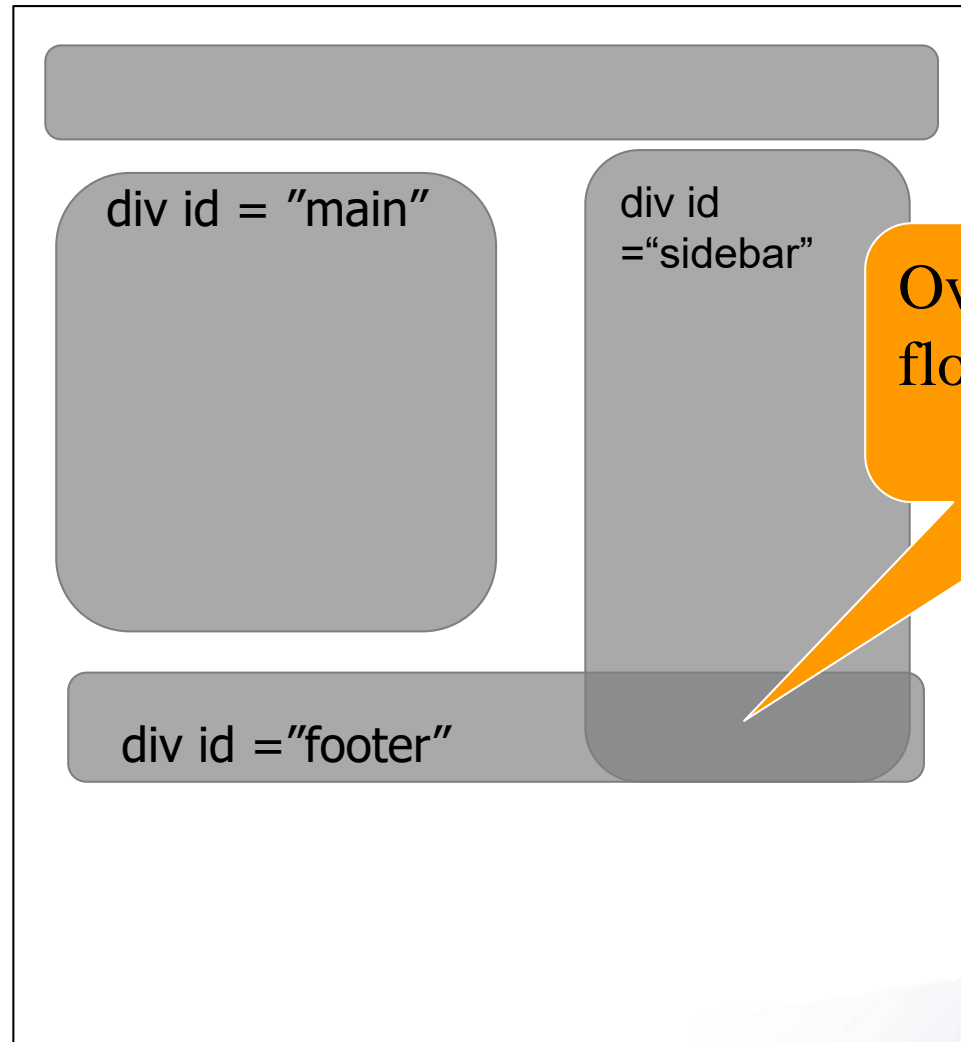 div id = ″main″
div id
=“sidebar”
div id =″footer″